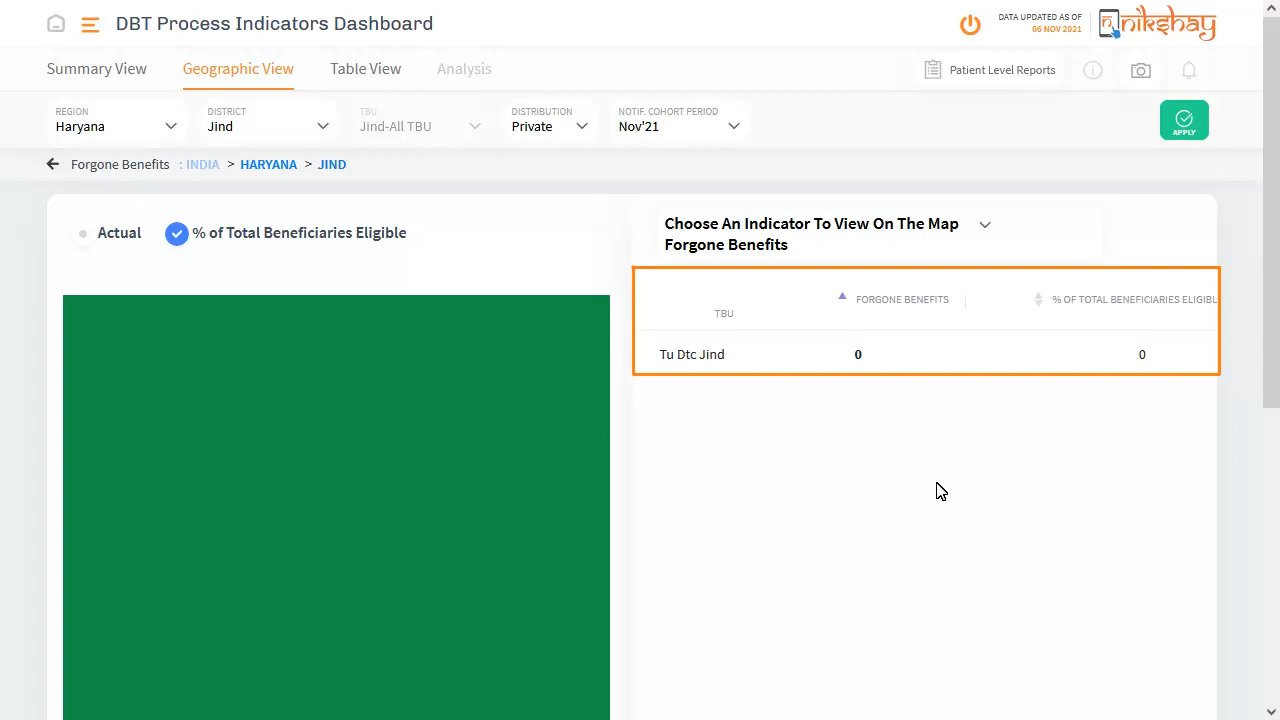 DBT Process Indicators Dashboard
DATA UPDATED AS OF
06 NOV 2021
निkshay
Summary View Geographic View Table View Analysis
Patient Level Reports
REGION DISTRICT TBU DISTRIBUTION NOTIF. COHORT PERIOD
Haryana Jind Jind-All TBU Private Nov'21
APPLY
Forgone Benefits : INDIA > HARYANA > JIND
Actual % of Total Beneficiaries Eligible
Choose An Indicator To View On The Map
Forgone Benefits
TBU FORGONE BENEFITS % OF TOTAL BENEFICIARIES ELIGIBL
Tu Dtc Jind 0 0